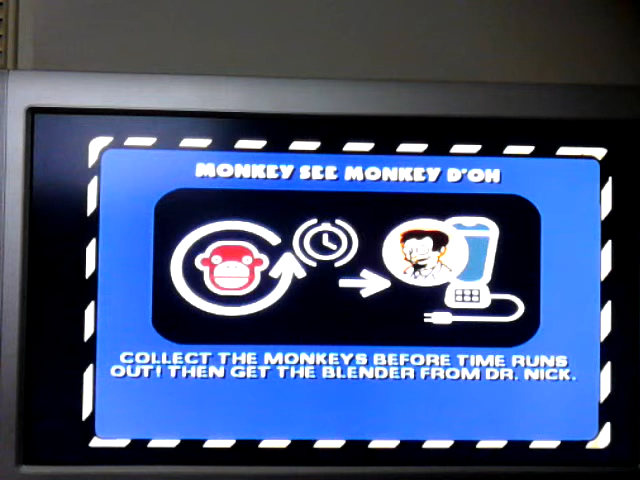 MONKEY SEE MONKEY D'OH
COLLECT THE MONKEYS BEFORE TIME RUNS
OUT! THEN GET THE BLENDER FROM DR. NICK.